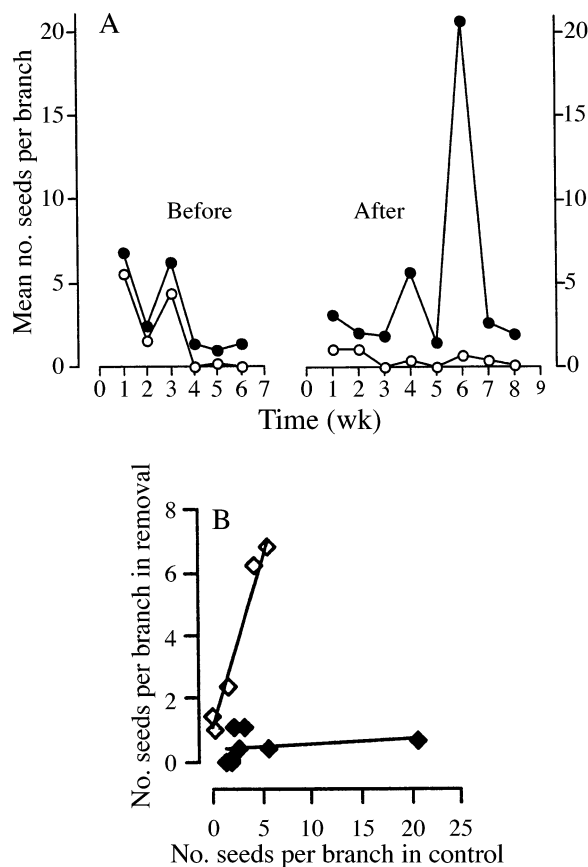 A
20
15
10
5
0
Mean no. seeds per branch
Before
After
20
15
10
5
0
0 1 2 3 4 5 6 7
0 1 2 3 4 5 6 7 8 9
Time (wk)
B
8
6
4
2
0
No. seeds per branch in removal
0 5 10 15 20 25
No. seeds per branch in control